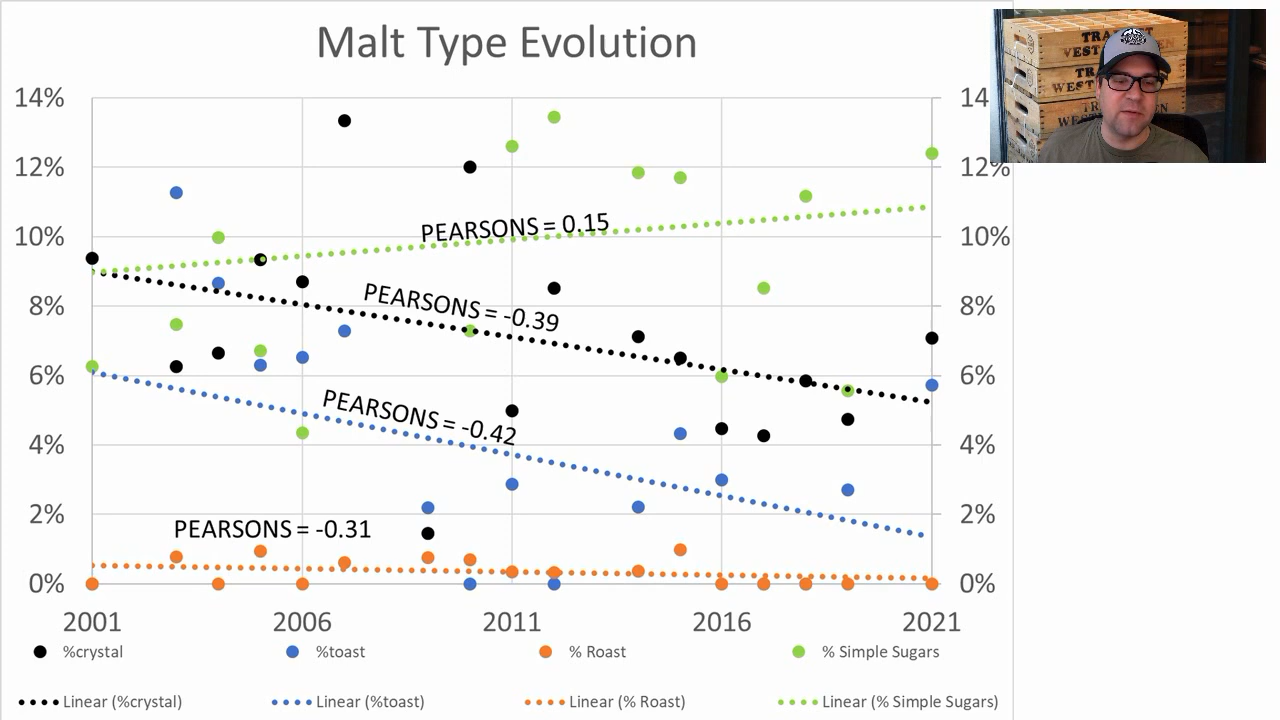 Malt Type Evolution
14%
12%
10%
8%
6%
4%
2%
0%
14
12%
10%
8%
6%
4%
2%
0%
PEARSONS = 0.15
PEARSONS = -0.39
PEARSONS = -0.42
PEARSONS = -0.31
2001 2006 2011 2016 2021
%crystal %toast % Roast % Simple Sugars
Linear (%crystal) Linear (%toast) Linear (% Roast) Linear (% Simple Sugars)